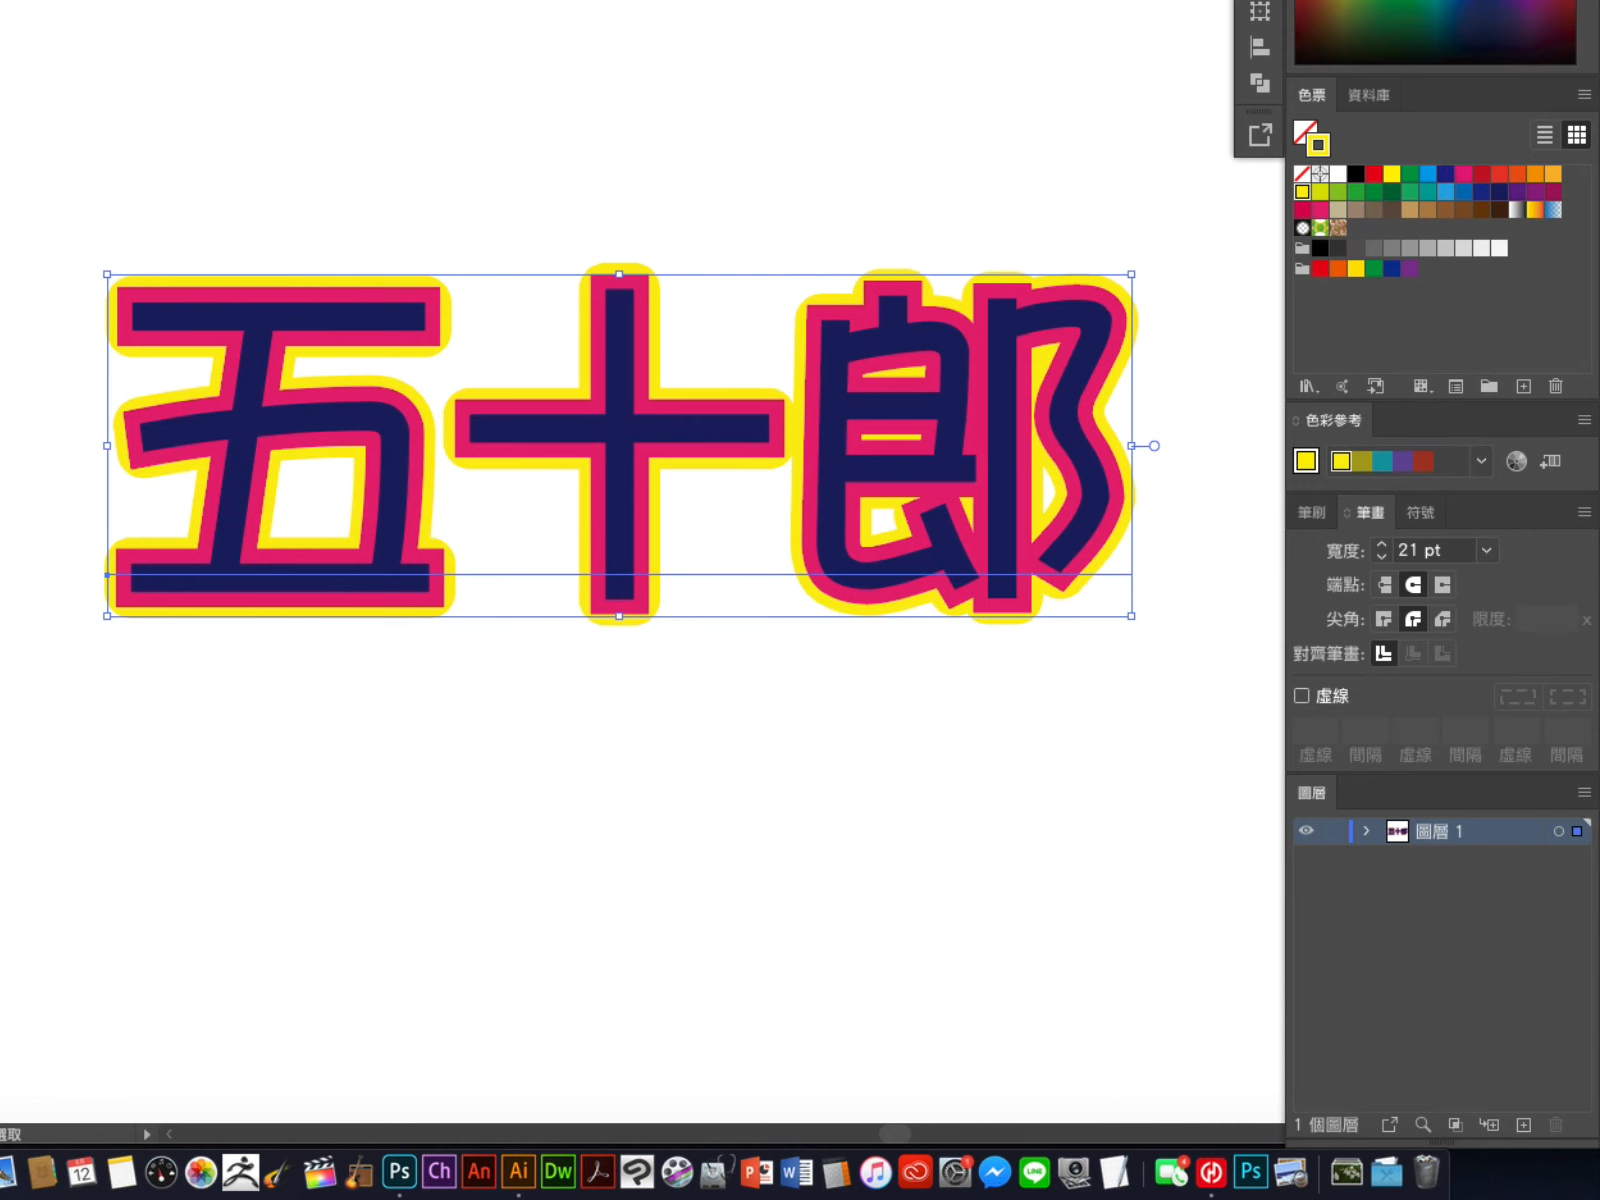 色票 資料庫
五十郎
色彩參考
筆刷 筆畫 符號
寬度: 21 pt
端點:
尖角: 限度: x
對齊筆畫:
虛線
虛線 間隔 虛線 間隔 虛線 間隔
圖層
圖層 1
1 個圖層
選取
12 Ps Ch An Ai Dw P W LINE Ps